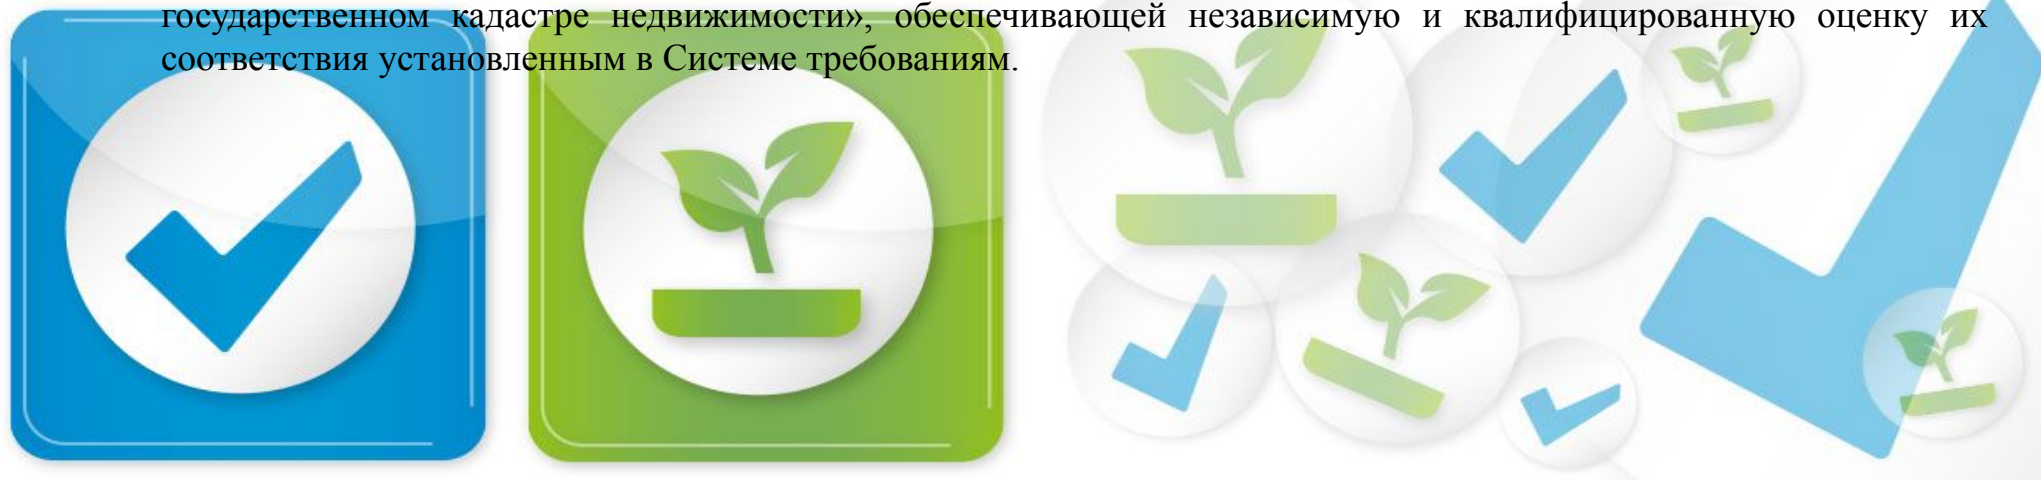 государственном кадастре недвижимости», обеспечивающей независимую и квалифицированную оценку их
соответствия установленным в Системе требованиям.